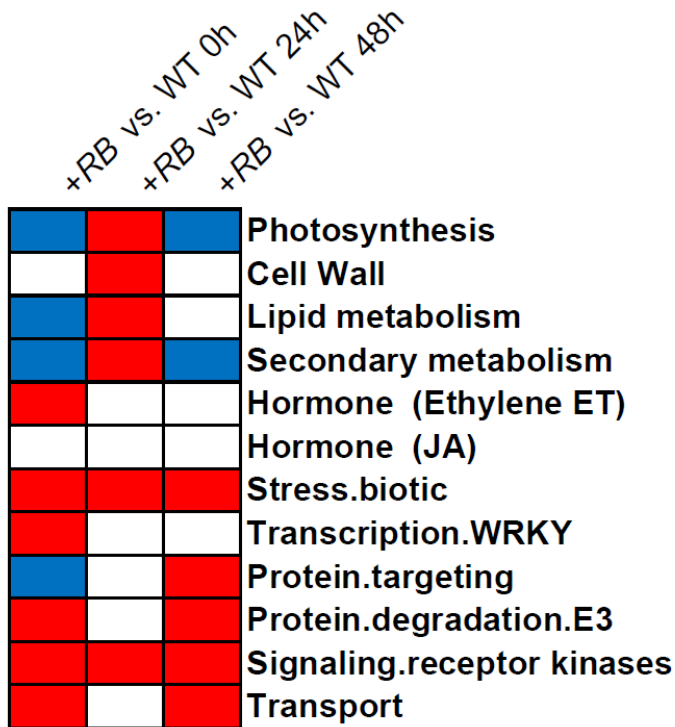 +RB vs. WT 0h
+RB vs. WT 24h
+RB vs. WT 48h
Photosynthesis
Cell Wall
Lipid metabolism
Secondary metabolism
Hormone (Ethylene ET)
Hormone (JA)
Stress.biotic
Transcription.WRKY
Protein.targeting
Protein.degradation.E3
Signaling.receptor kinases
Transport